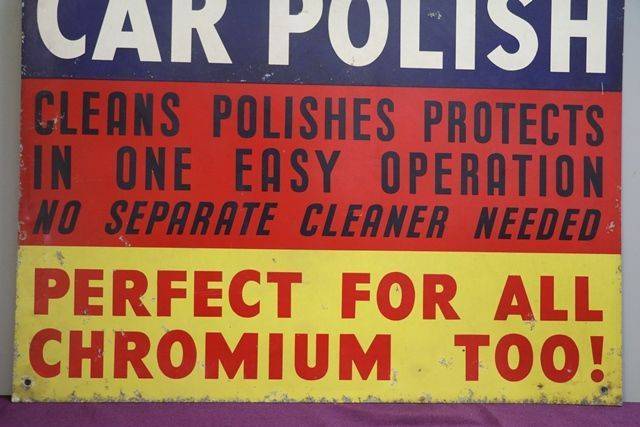 CAR POLISH
CLEANS POLISHES PROTECTS
IN ONE EASY OPERATION
NO SEPARATE CLEANER NEEDED
PERFECT FOR ALL
CHROMIUM TOO!